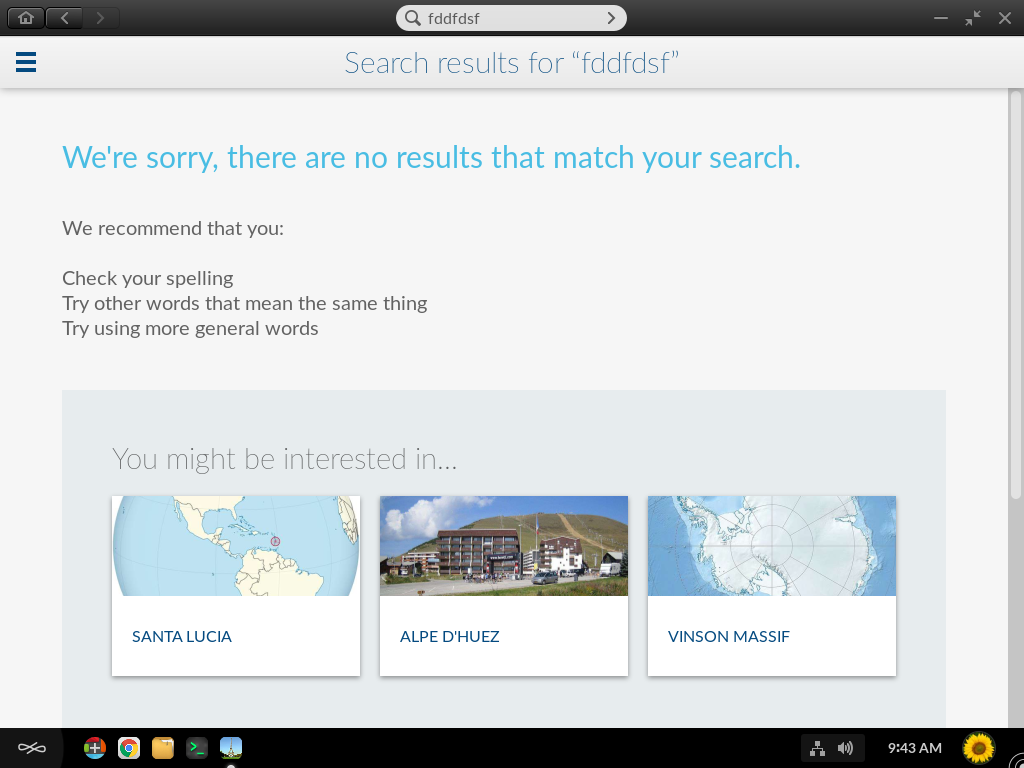 fddfdsf
Search results for “fddfdsf”
We're sorry, there are no results that match your search.
We recommend that you:
Check your spelling
Try other words that mean the same thing
Try using more general words
You might be interested in...
SANTA LUCIA
ALPE D'HUEZ
VINSON MASSIF
9:43 AM